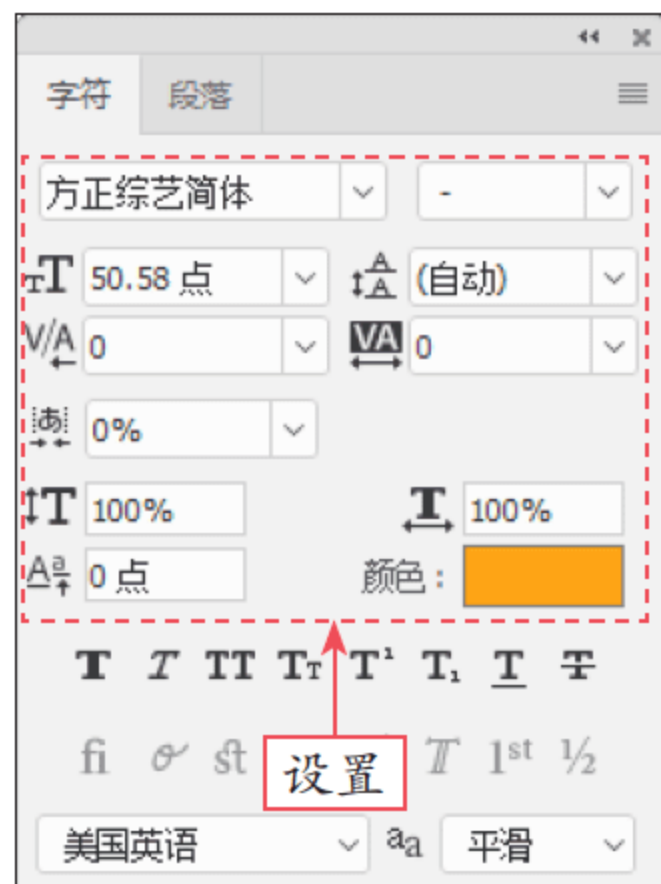 字符 段落
方正综艺简体 -
50.58 点 (自动)
0 0
0%
100% 100%
0 点 颜色：
T T TT Tт T¹ T₁ T T
fi st T 1st ½
设置
美国英语 aa 平滑